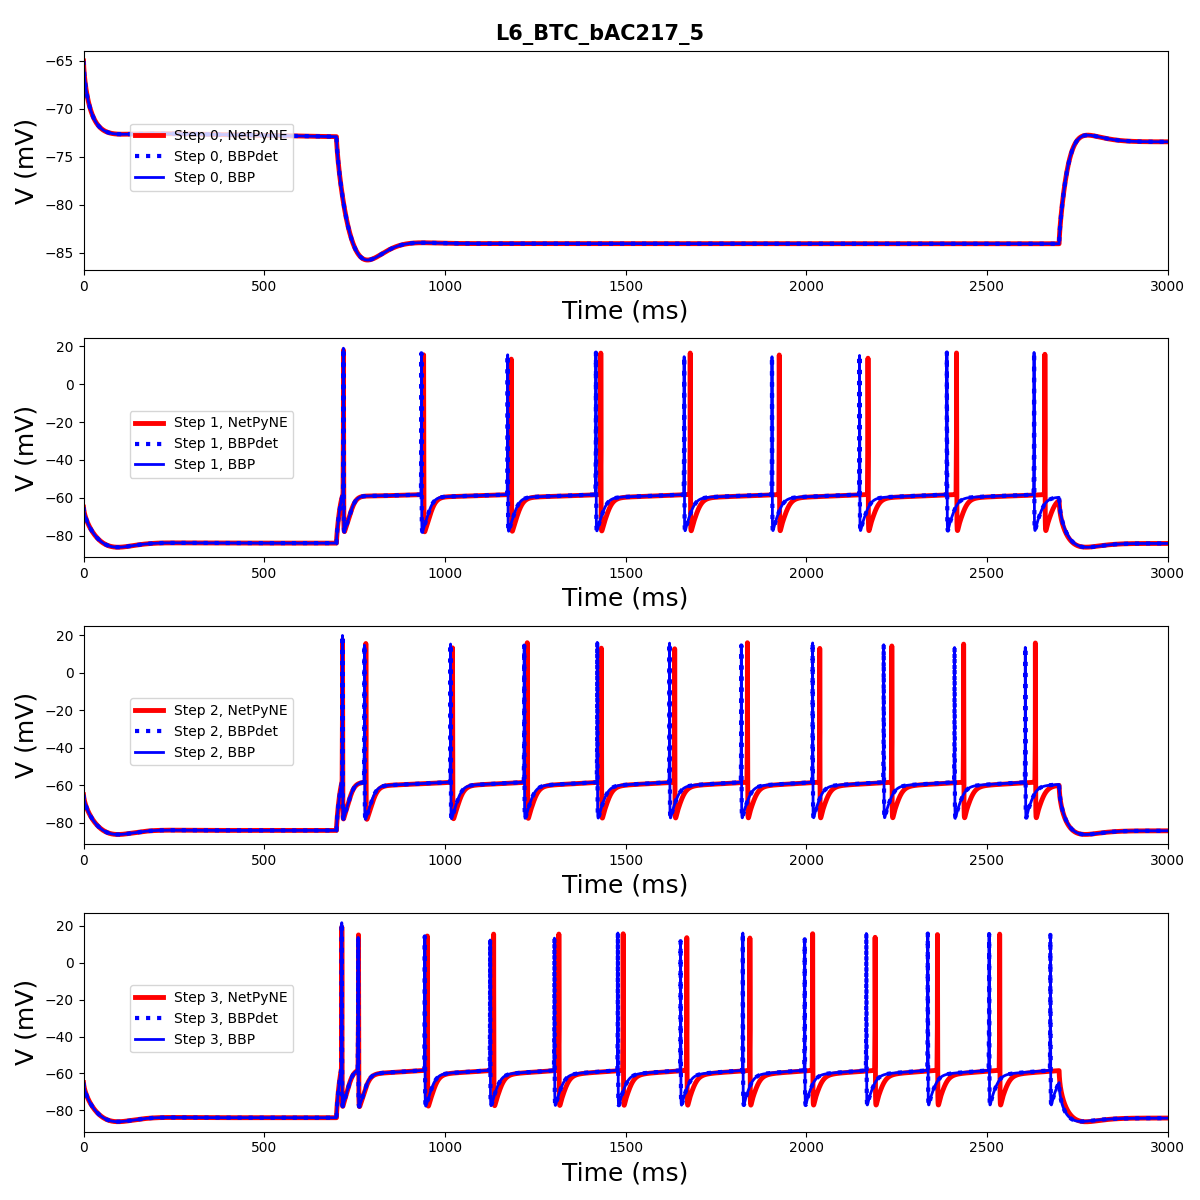 L6_BTC_bAC217_5
−65
−70
−75
−80
−85
V (mV)
Step 0, NetPyNE
Step 0, BBPdet
Step 0, BBP
0 500 1000 1500 2000 2500 3000
Time (ms)
20
0
−20
−40
−60
−80
V (mV)
Step 1, NetPyNE
Step 1, BBPdet
Step 1, BBP
0 500 1000 1500 2000 2500 3000
Time (ms)
20
0
−20
−40
−60
−80
V (mV)
Step 2, NetPyNE
Step 2, BBPdet
Step 2, BBP
0 500 1000 1500 2000 2500 3000
Time (ms)
20
0
−20
−40
−60
−80
V (mV)
Step 3, NetPyNE
Step 3, BBPdet
Step 3, BBP
0 500 1000 1500 2000 2500 3000
Time (ms)